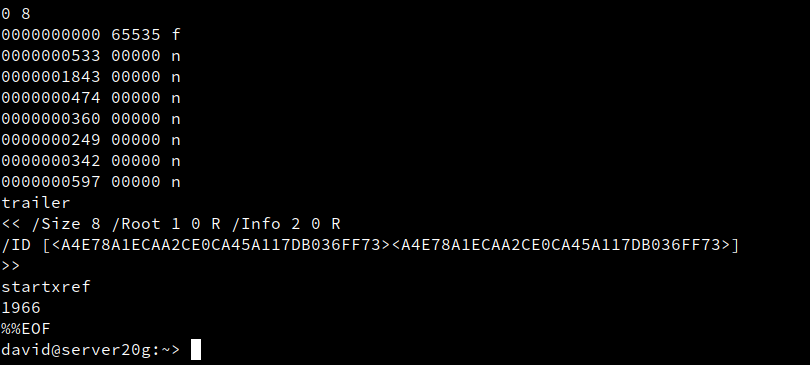 0 8
0000000000 65535 f
0000000533 00000 n
0000001843 00000 n
0000000474 00000 n
0000000360 00000 n
0000000249 00000 n
0000000342 00000 n
0000000597 00000 n
trailer
<< /Size 8 /Root 1 0 R /Info 2 0 R
/ID [<A4E78A1ECAA2CE0CA45A117DB036FF73><A4E78A1ECAA2CE0CA45A117DB036FF73>]
>>
startxref
1966
%%EOF
david@server20g:~>